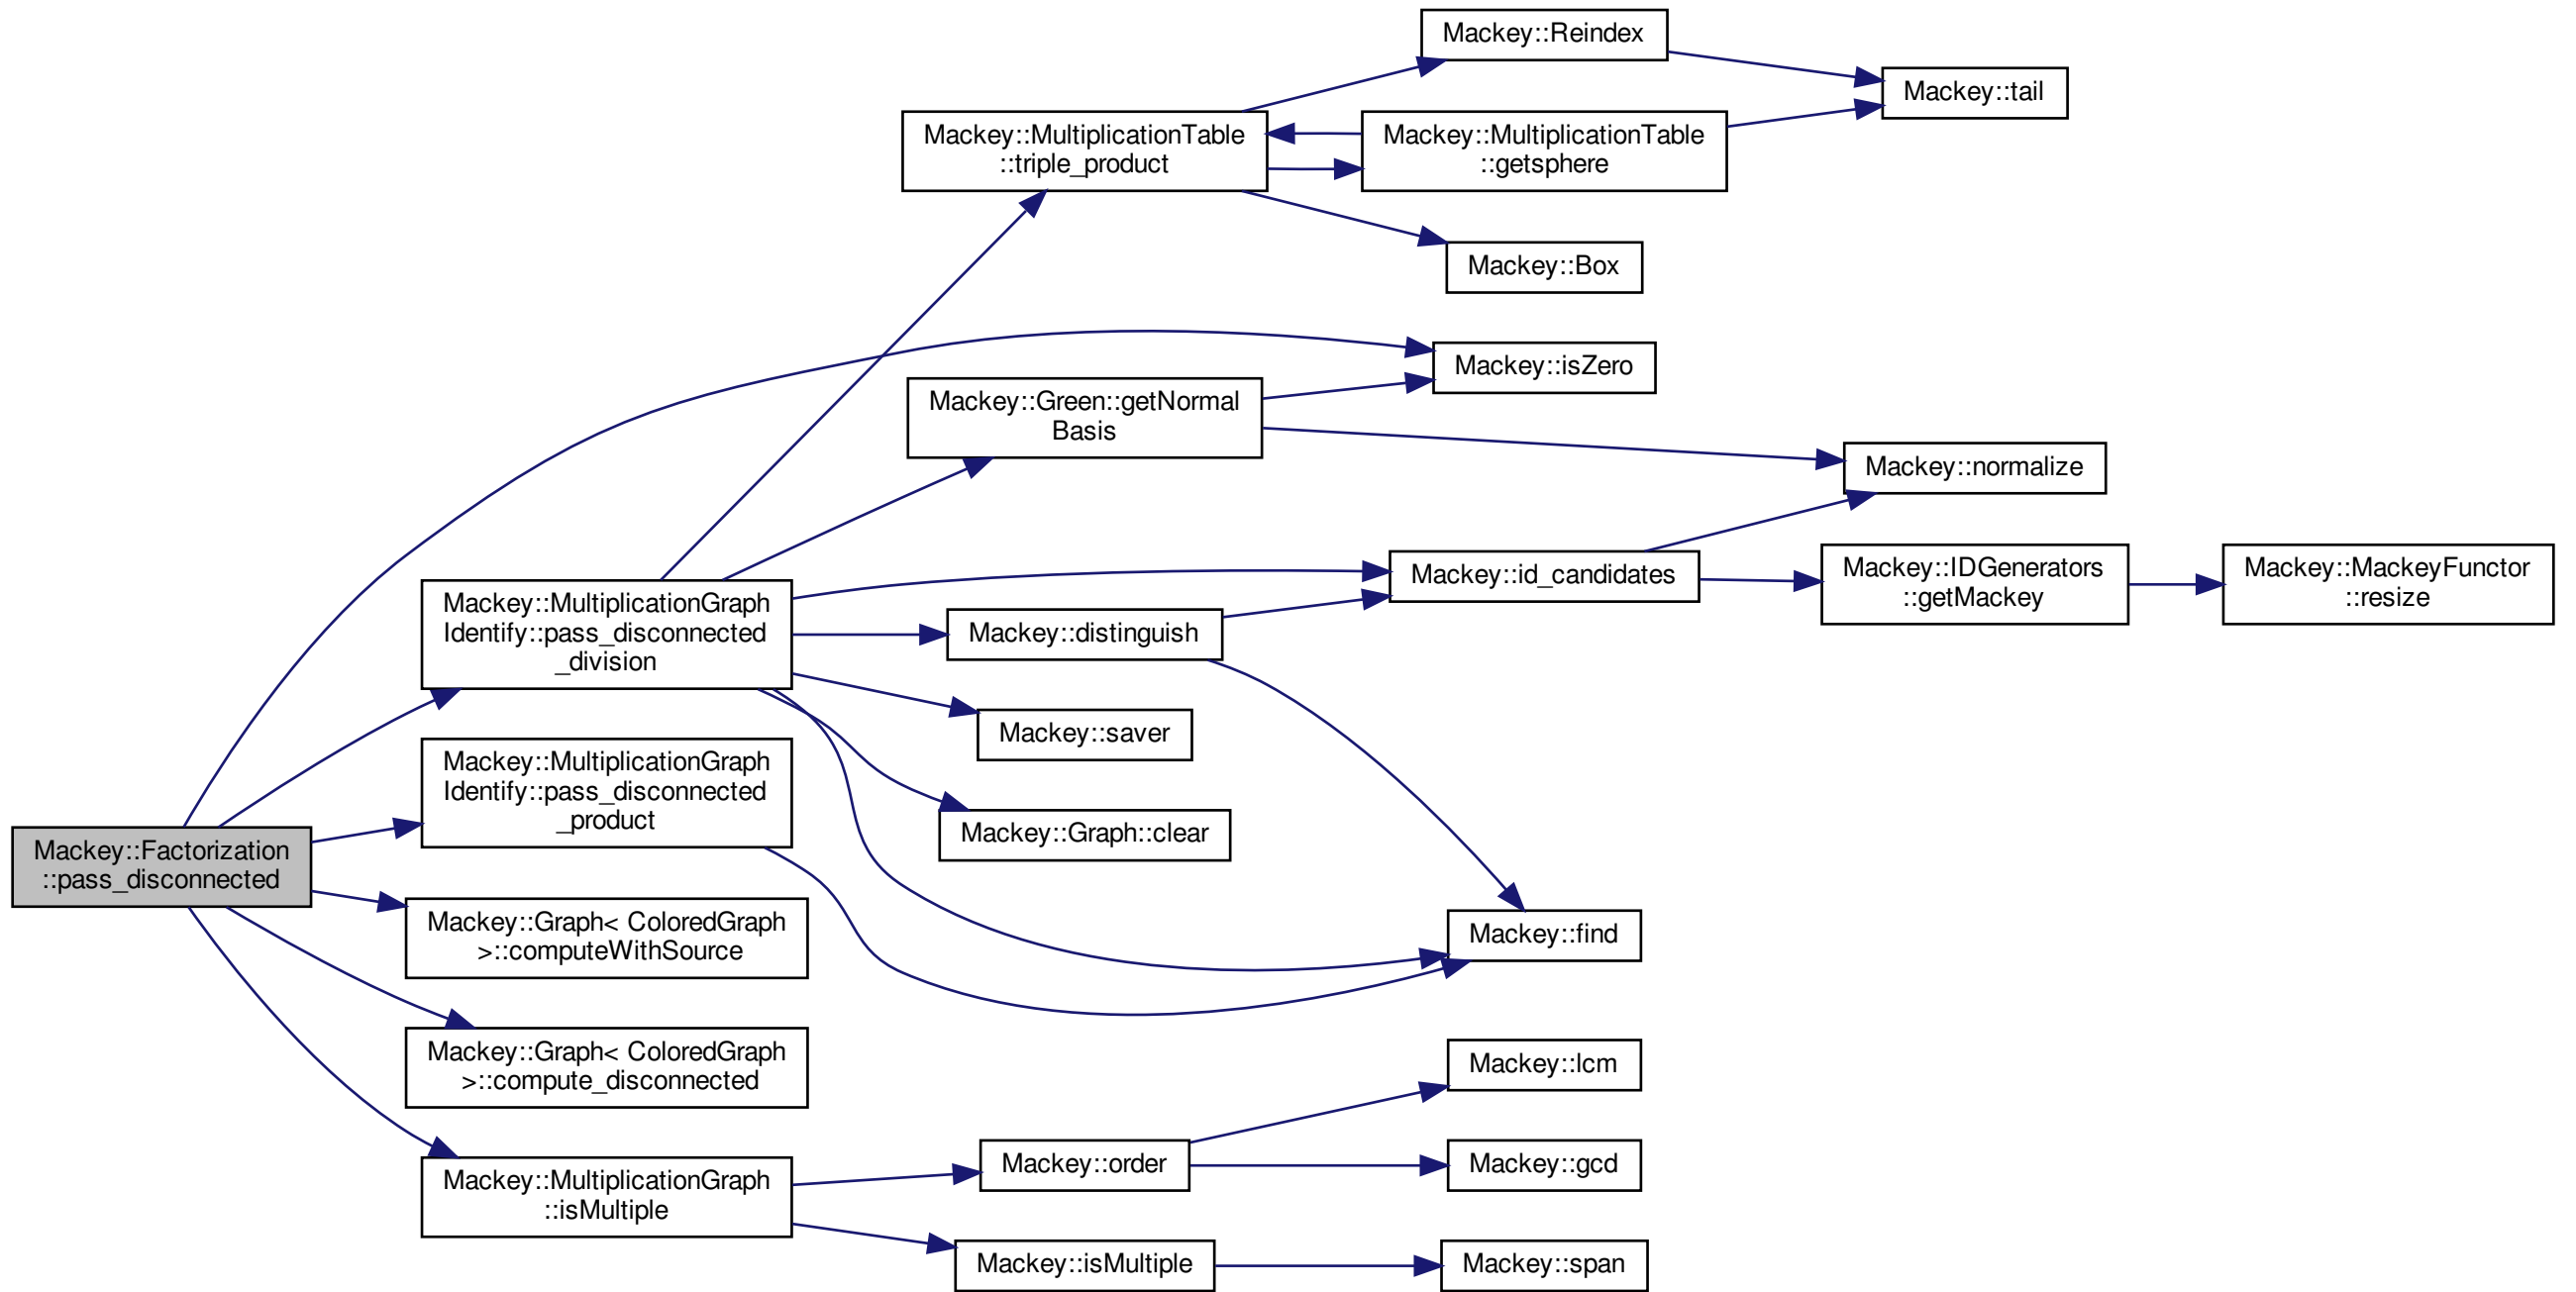 Mackey::Reindex
Mackey::tail
Mackey::MultiplicationTable
::triple_product
Mackey::MultiplicationTable
::getsphere
Mackey::Box
Mackey::isZero
Mackey::Green::getNormal
Basis
Mackey::normalize
Mackey::id_candidates
Mackey::IDGenerators
::getMackey
Mackey::MackeyFunctor
::resize
Mackey::MultiplicationGraph
Identify::pass_disconnected
_division
Mackey::distinguish
Mackey::saver
Mackey::MultiplicationGraph
Identify::pass_disconnected
_product
Mackey::Graph::clear
Mackey::Factorization
::pass_disconnected
Mackey::Graph< ColoredGraph
>::computeWithSource
Mackey::find
Mackey::Graph< ColoredGraph
>::compute_disconnected
Mackey::lcm
Mackey::order
Mackey::gcd
Mackey::MultiplicationGraph
::isMultiple
Mackey::isMultiple
Mackey::span